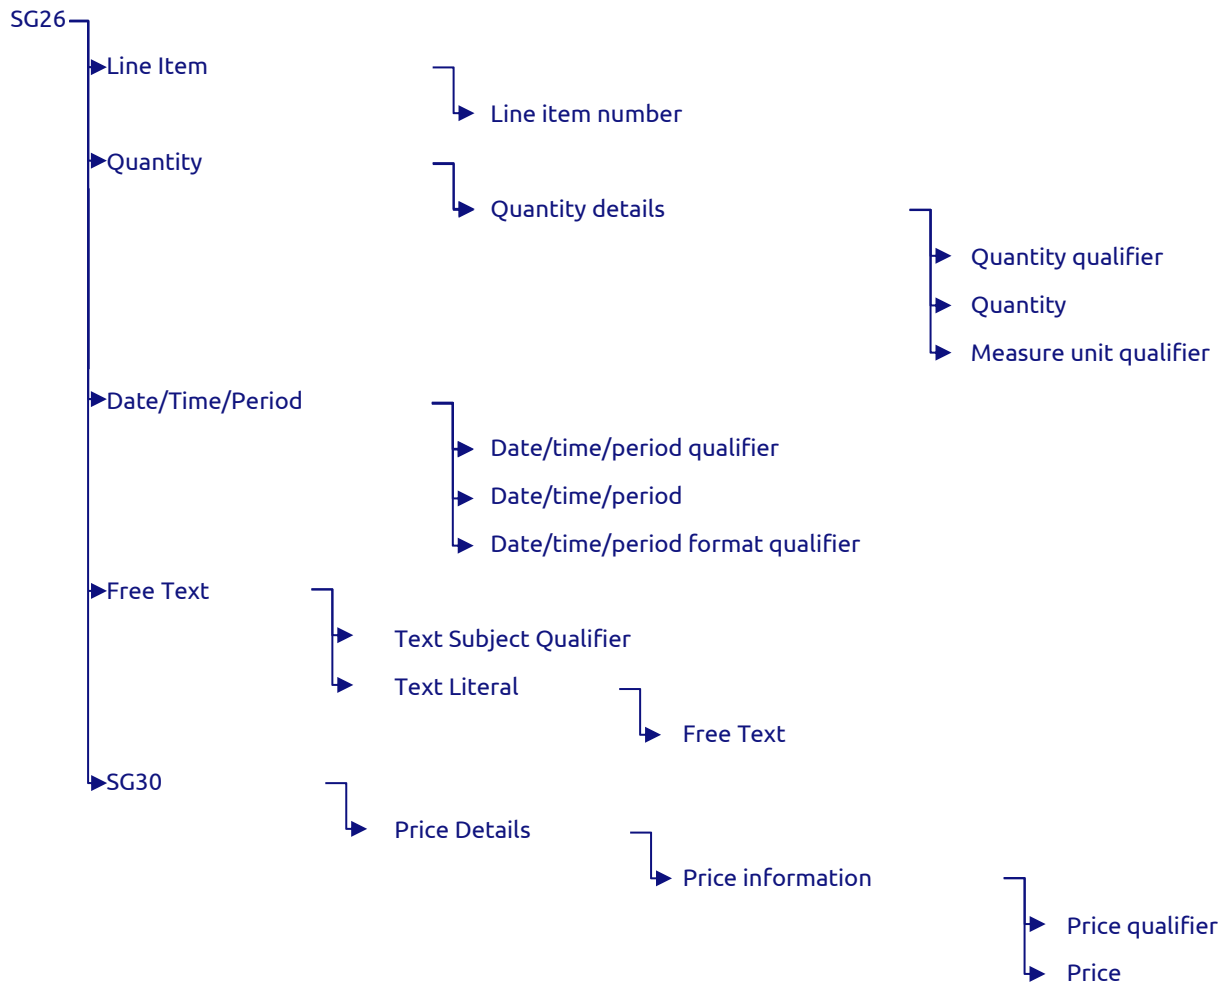 SG26
Line Item
Line item number
Quantity
Quantity details
Quantity qualifier
Quantity
Measure unit qualifier
Date/Time/Period
Date/time/period qualifier
Date/time/period
Date/time/period format qualifier
Free Text
Text Subject Qualifier
Text Literal
Free Text
SG30
Price Details
Price information
Price qualifier
Price